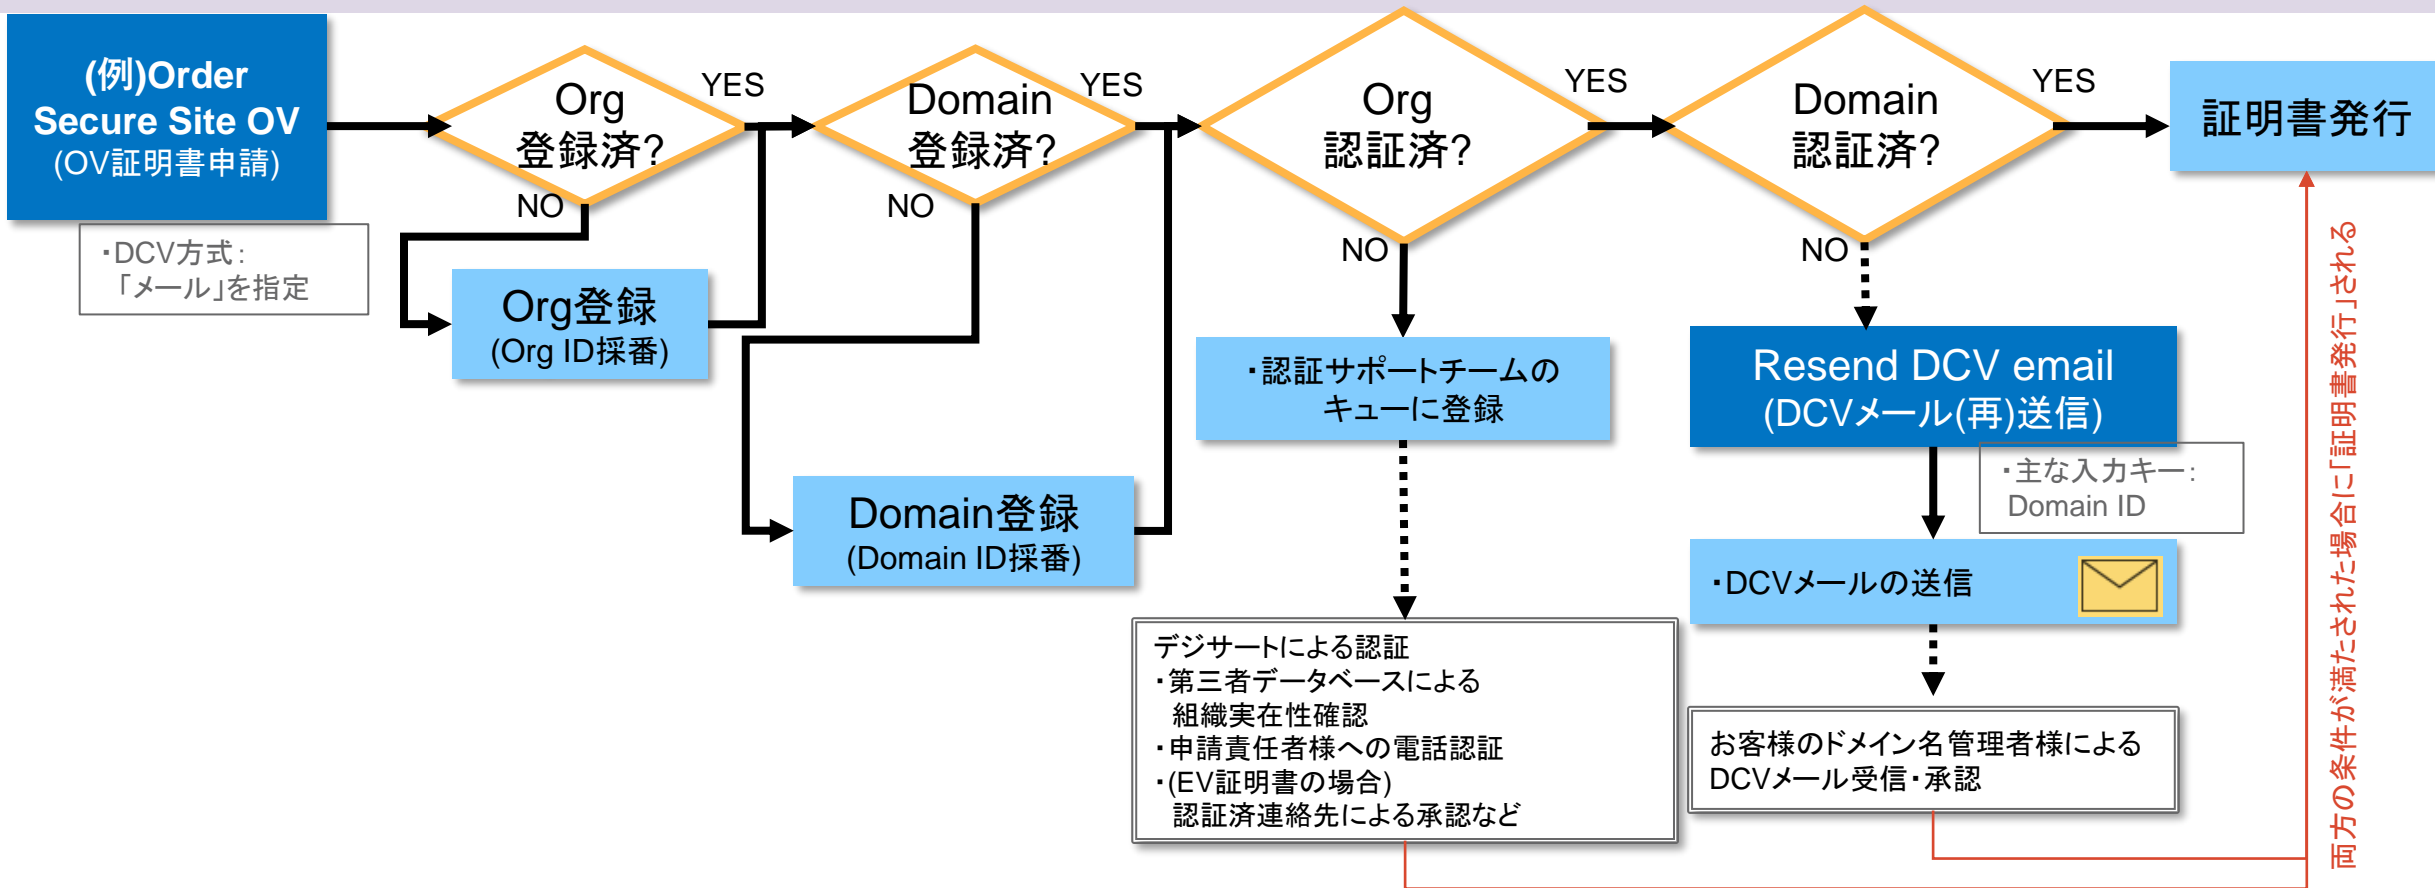 (例)Order
Secure Site OV
(OV証明書申請)
・DCV方式：
「メール」を指定
Org
登録済?
YES
NO
Org登録
(Org ID採番)
Domain
登録済?
YES
NO
Domain登録
(Domain ID採番)
Org
認証済?
YES
NO
・認証サポートチームの
キューに登録
デジサートによる認証
・第三者データベースによる
組織実在性確認
・申請責任者様への電話認証
・(EV証明書の場合)
認証済連絡先による承認など
Domain
認証済?
YES
NO
Resend DCV email
(DCVメール(再)送信)
・主な入力キー：
Domain ID
・DCVメールの送信
お客様のドメイン名管理者様による
DCVメール受信・承認
証明書発行
両方の条件が満たされた場合に「証明書発行」される